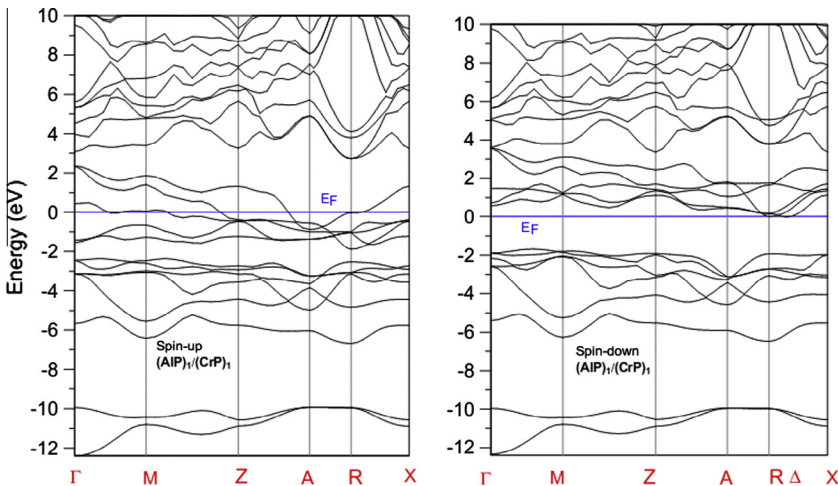 10
8
6
4
2
0
-2
-4
-6
-8
-10
-12
Energy (eV)
E_F
Spin-up
(AlP)₁/(CrP)₁
Γ M Z A R X
10
8
6
4
2
0
-2
-4
-6
-8
-10
-12
E_F
Spin-down
(AlP)₁/(CrP)₁
Γ M Z A R Δ X